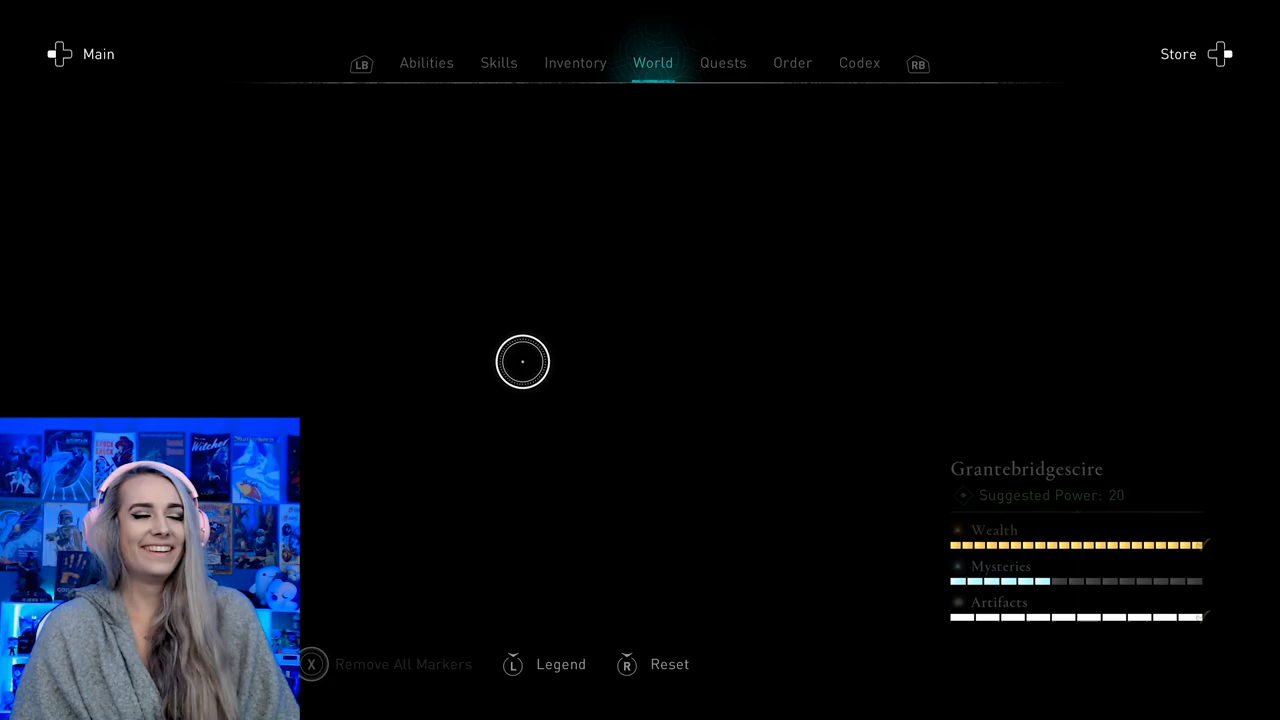 Main
LB Abilities Skills Inventory World Quests Order Codex RB
Store
Grantebridgescire
Suggested Power: 20
Wealth
Mysteries
Artifacts
Witcher
X Remove All Markers L Legend R Reset